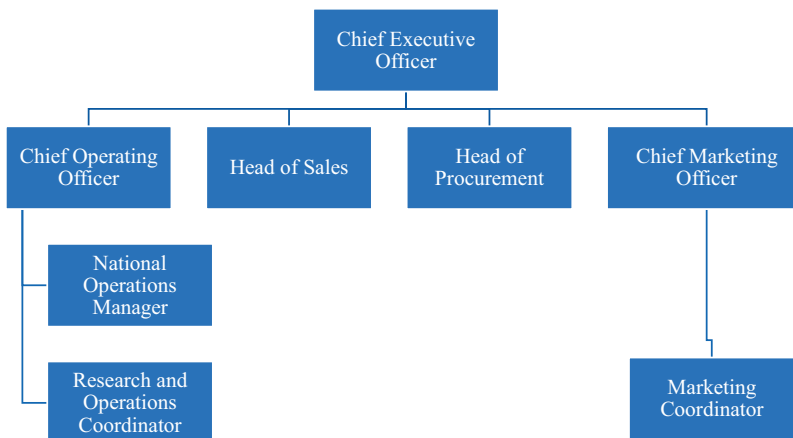 Chief Executive
Officer
Chief Operating
Officer
Head of Sales
Head of
Procurement
Chief Marketing
Officer
National
Operations
Manager
Research and
Operations
Coordinator
Marketing
Coordinator